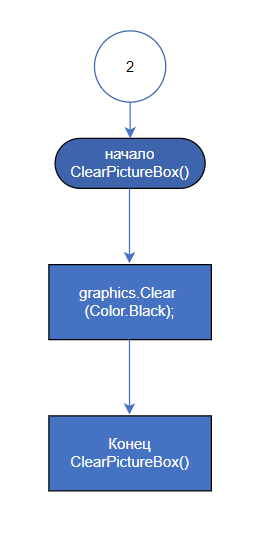 2
начало
ClearPictureBox()
graphics.Clear
(Color.Black);
Конец
ClearPictureBox()